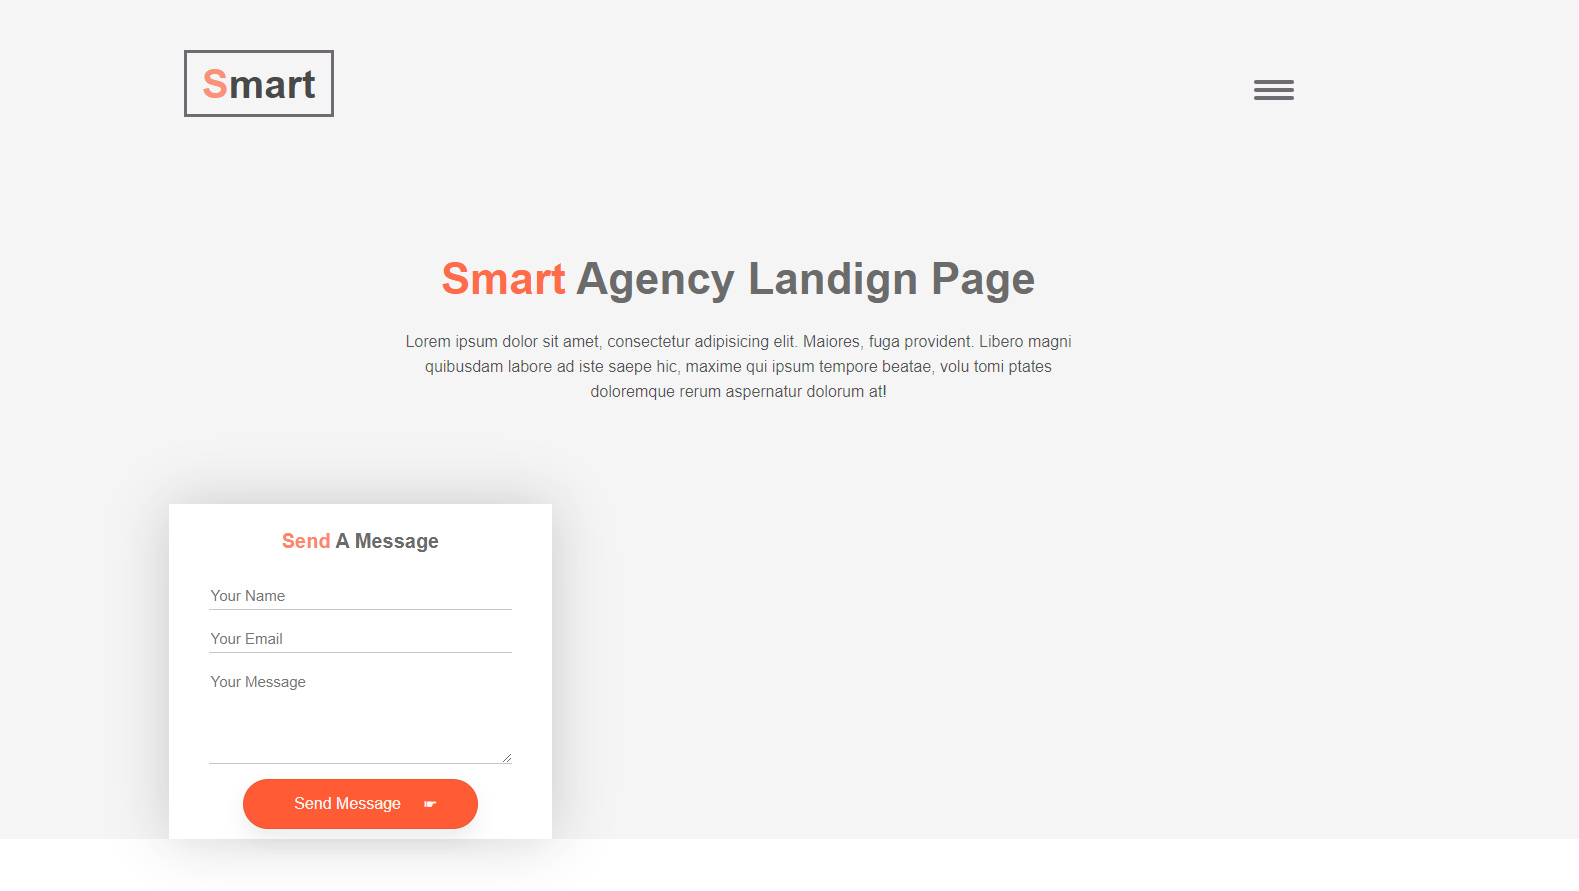 Smart
Smart Agency Landign Page
Lorem ipsum dolor sit amet, consectetur adipisicing elit. Maiores, fuga provident. Libero magni
quibusdam labore ad iste saepe hic, maxime qui ipsum tempore beatae, volu tomi ptates
doloremque rerum aspernatur dolorum at!
Send A Message
Your Name
Your Email
Your Message
Send Message ☛